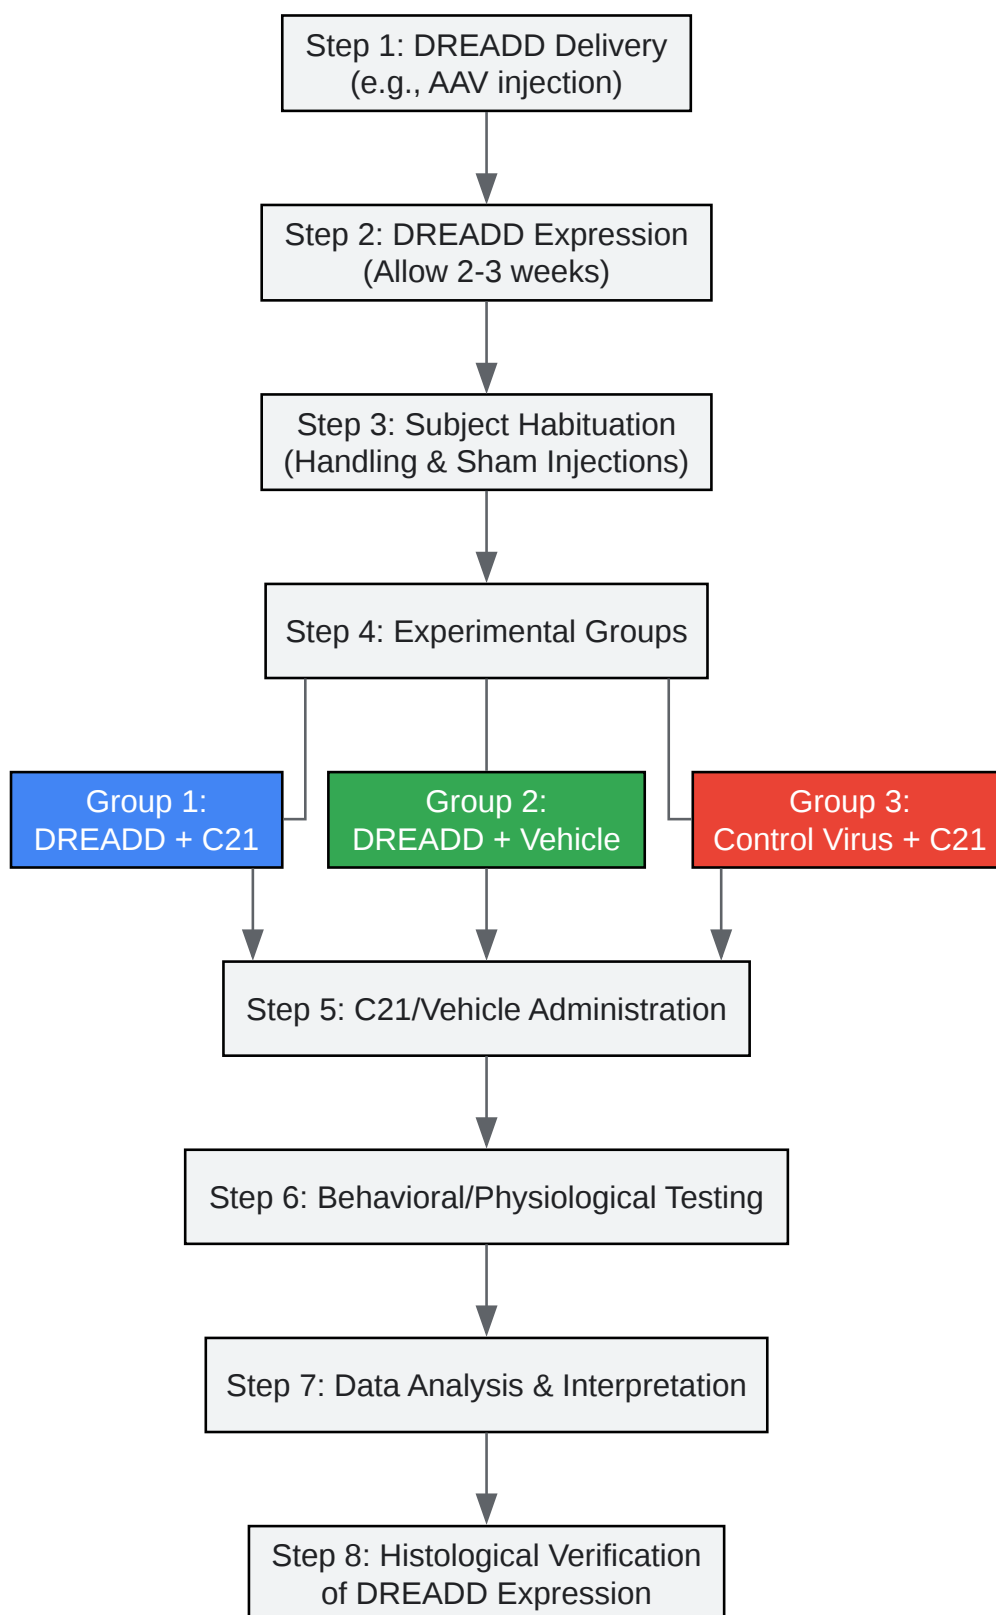 Step 1: DREADD Delivery
(e.g., AAV injection)
Step 2: DREADD Expression
(Allow 2-3 weeks)
Step 3: Subject Habituation
(Handling & Sham Injections)
Step 4: Experimental Groups
Group 1:
DREADD + C21
Group 2:
DREADD + Vehicle
Group 3:
Control Virus + C21
Step 5: C21/Vehicle Administration
Step 6: Behavioral/Physiological Testing
Step 7: Data Analysis & Interpretation
Step 8: Histological Verification
of DREADD Expression